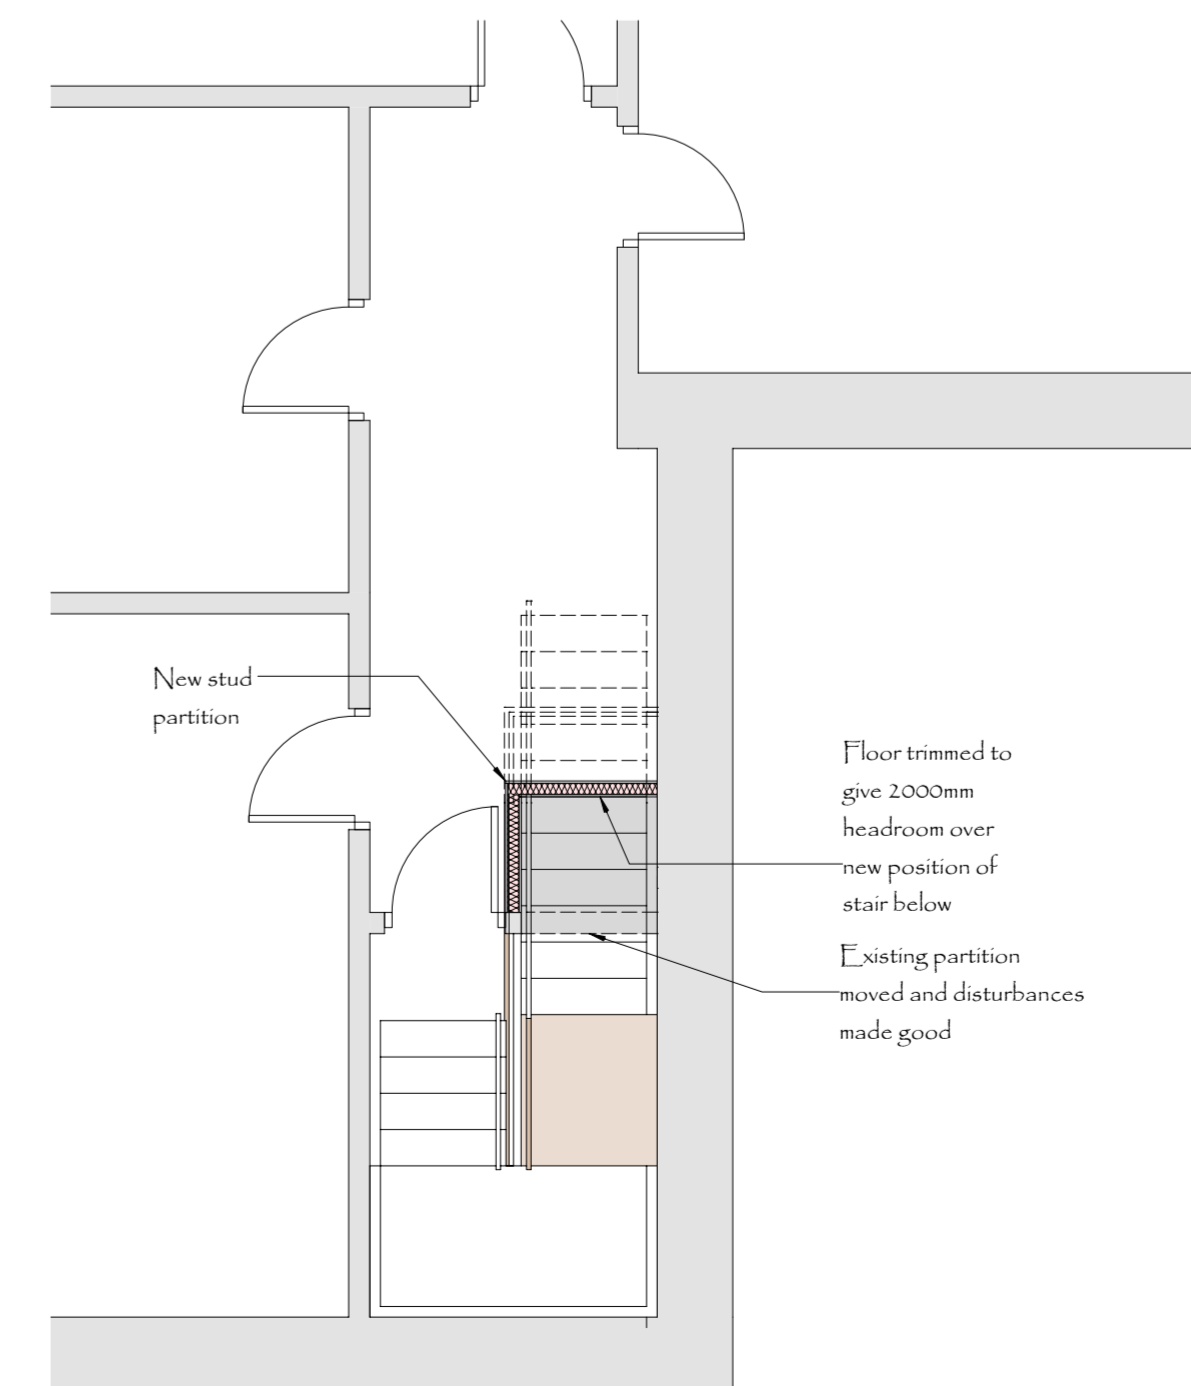 New stud
partition
Floor trimmed to
give 2000mm
headroom over
new position of
stair below
Existing partition
moved and disturbances
made good